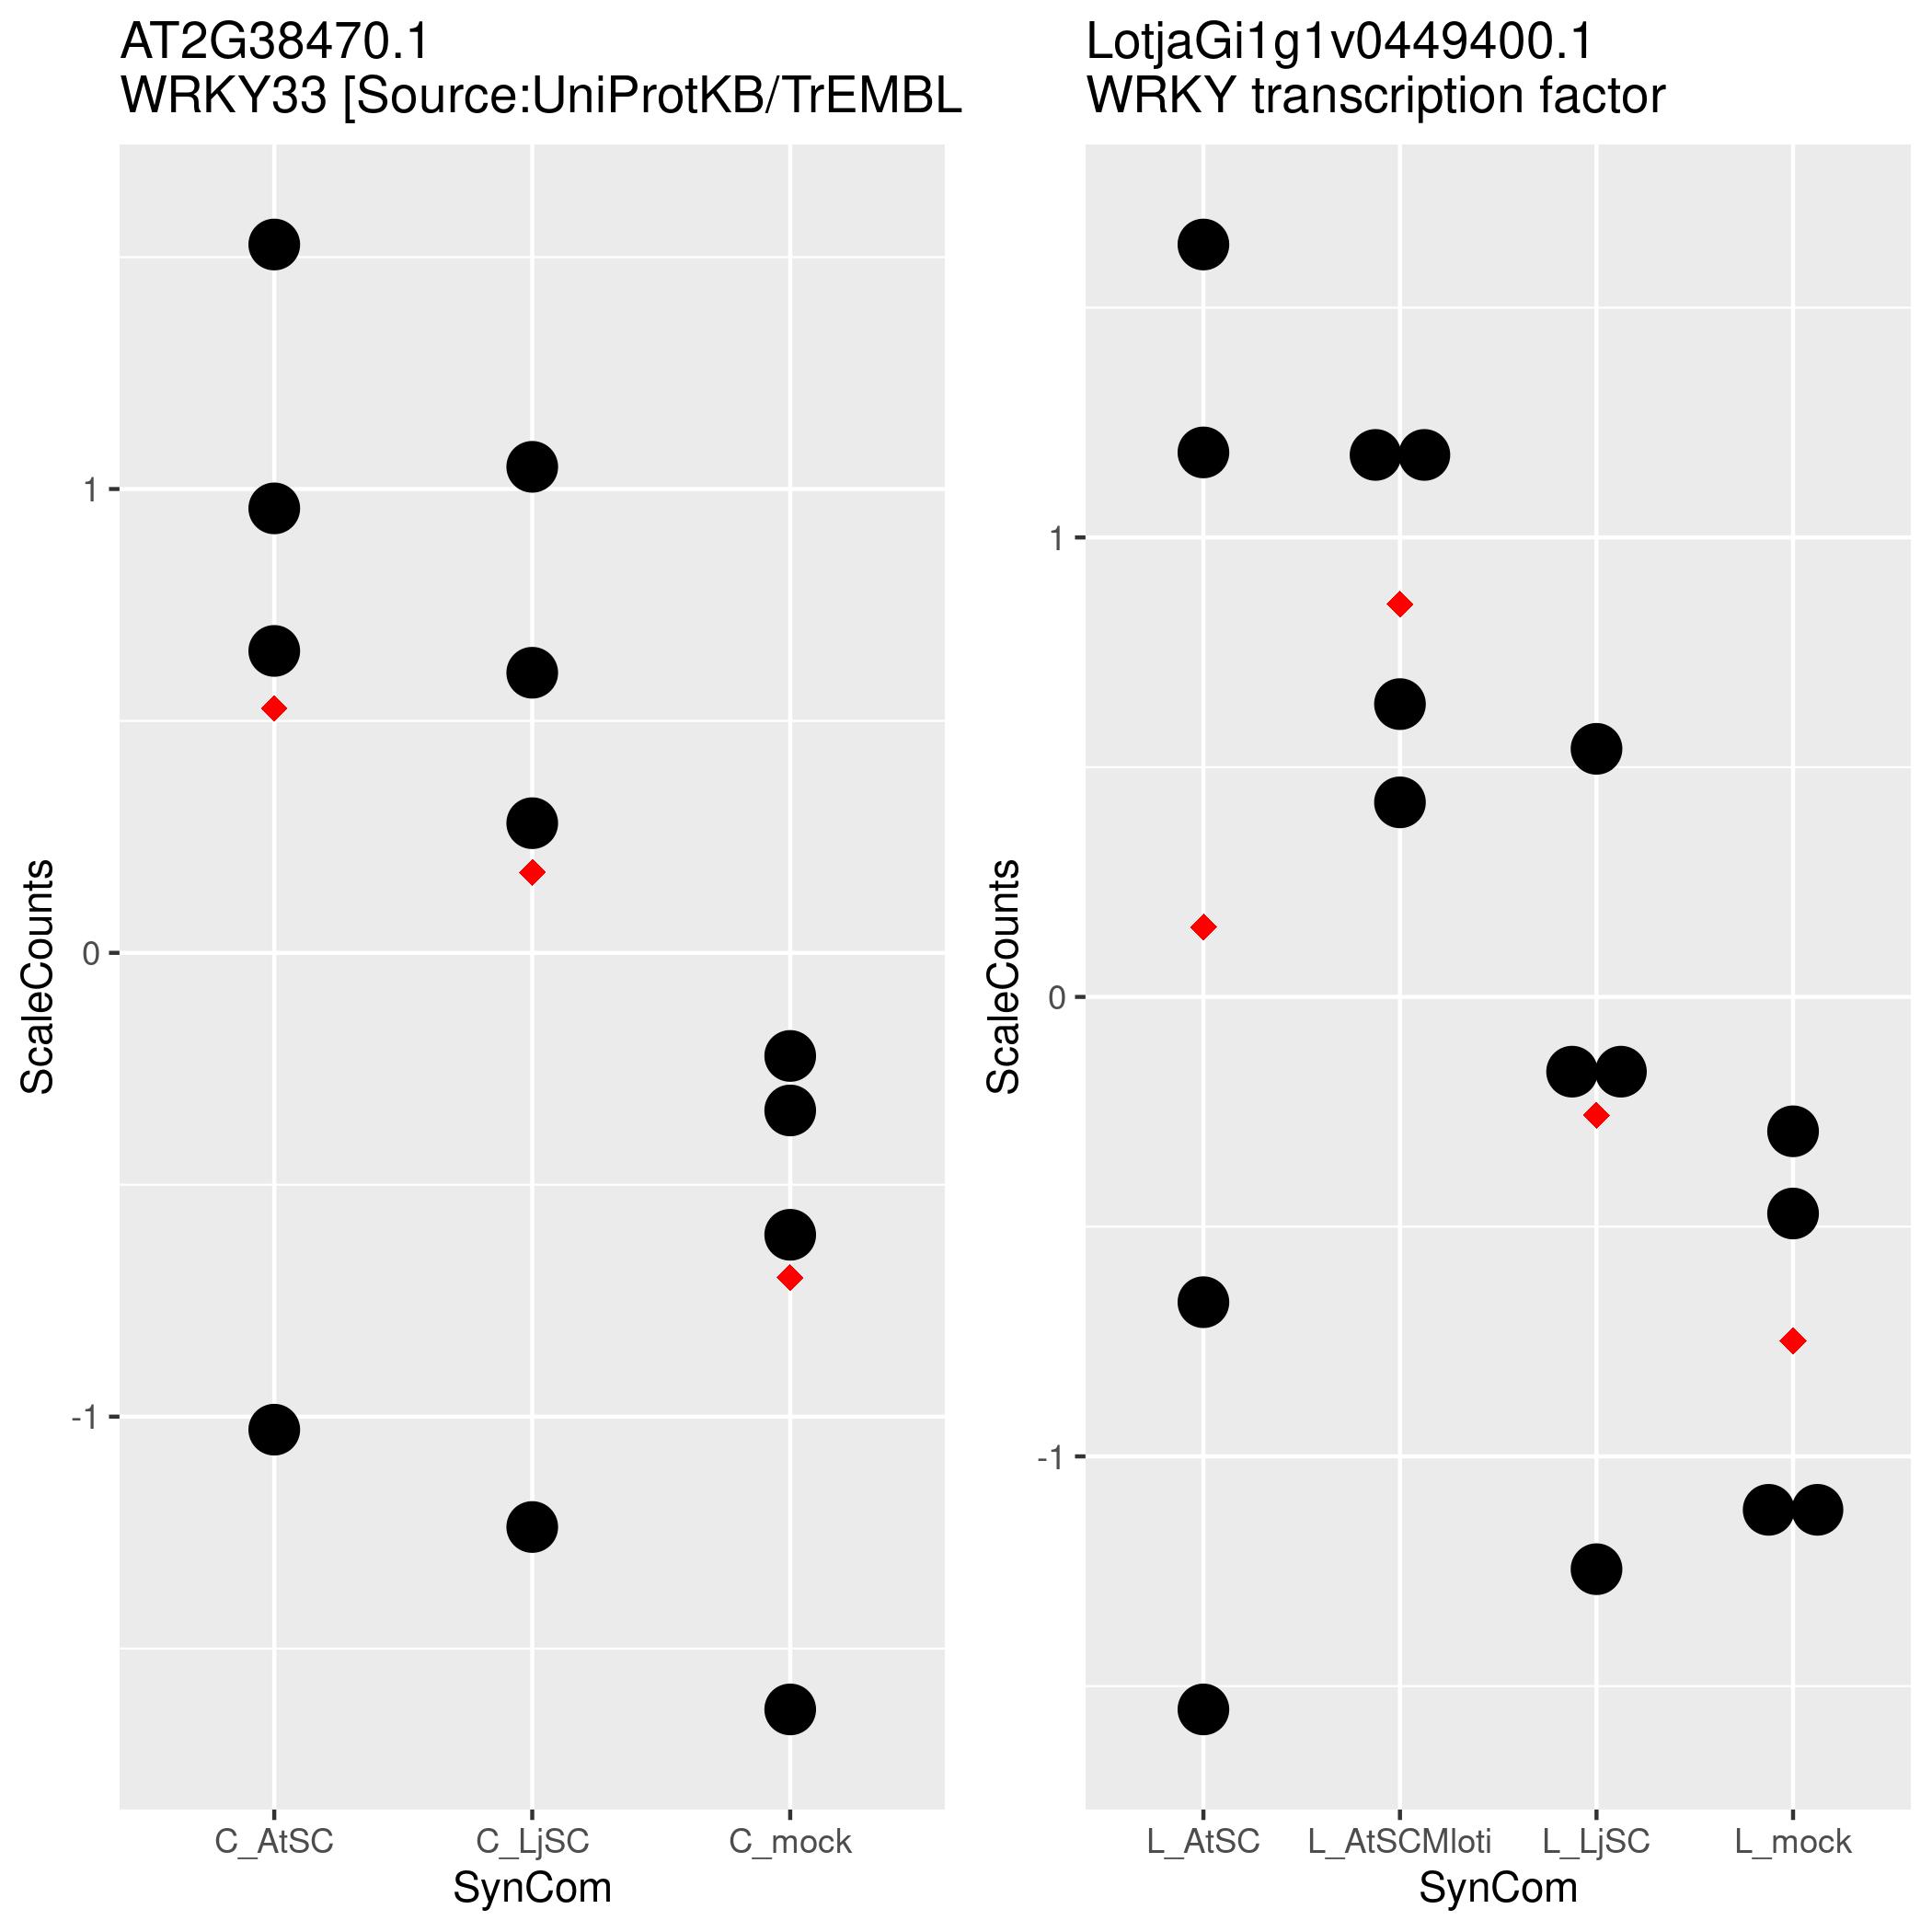 AT2G38470.1
WRKY33 [Source:UniProtKB/TrEMBL
ScaleCounts
1
0
-1
C_AtSC
C_LjSC
C_mock
SynCom
LotjaGi1g1v0449400.1
WRKY transcription factor
ScaleCounts
1
0
-1
L_AtSC
L_AtSCMloti
L_LjSC
L_mock
SynCom